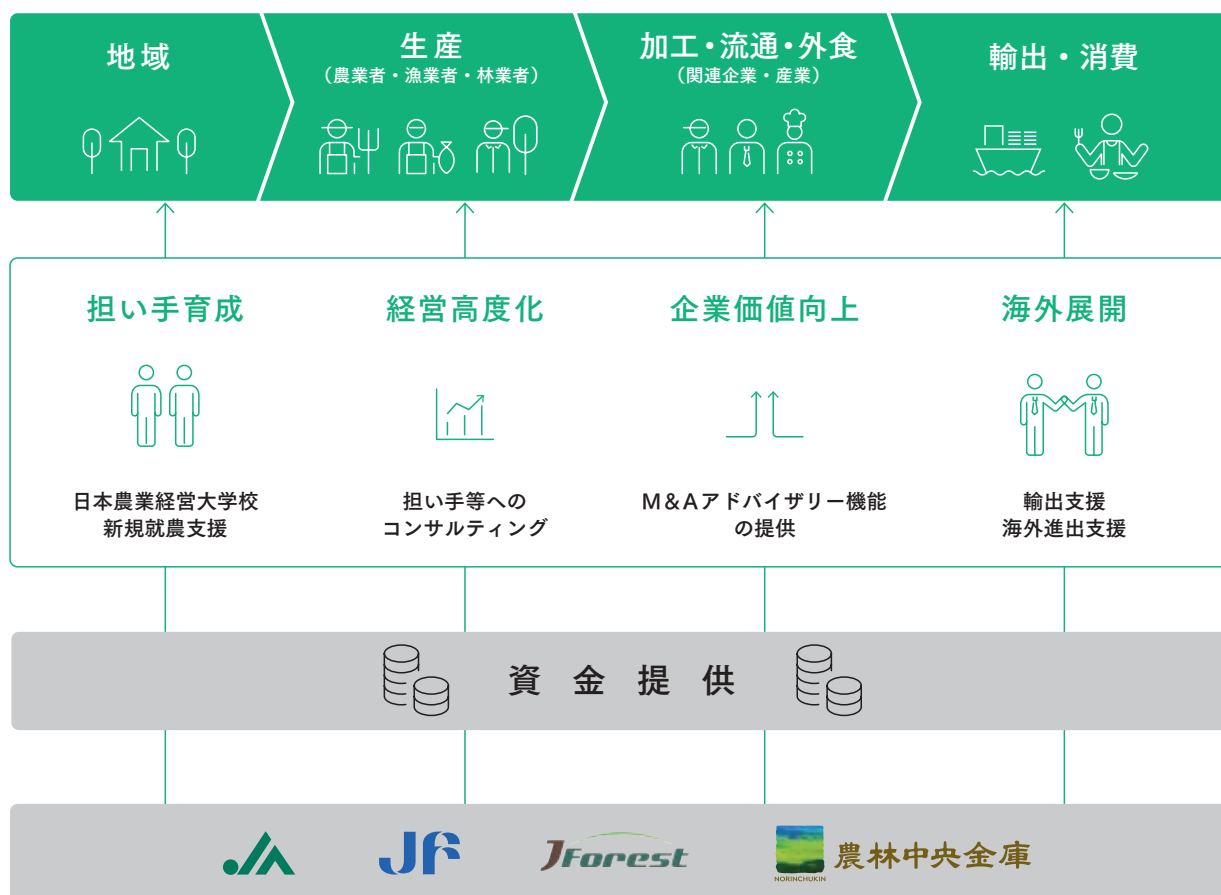 地域
生産
（農業者・漁業者・林業者）
加工・流通・外食
（関連企業・産業）
輸出・消費
担い手育成
経営高度化
企業価値向上
海外展開
日本農業経営大学校
新規就農支援
担い手等への
コンサルティング
M&Aアドバイザリー機能
の提供
輸出支援
海外進出支援
資金提供
JA
JF
JForest
NORINCHUKIN
農林中央金庫